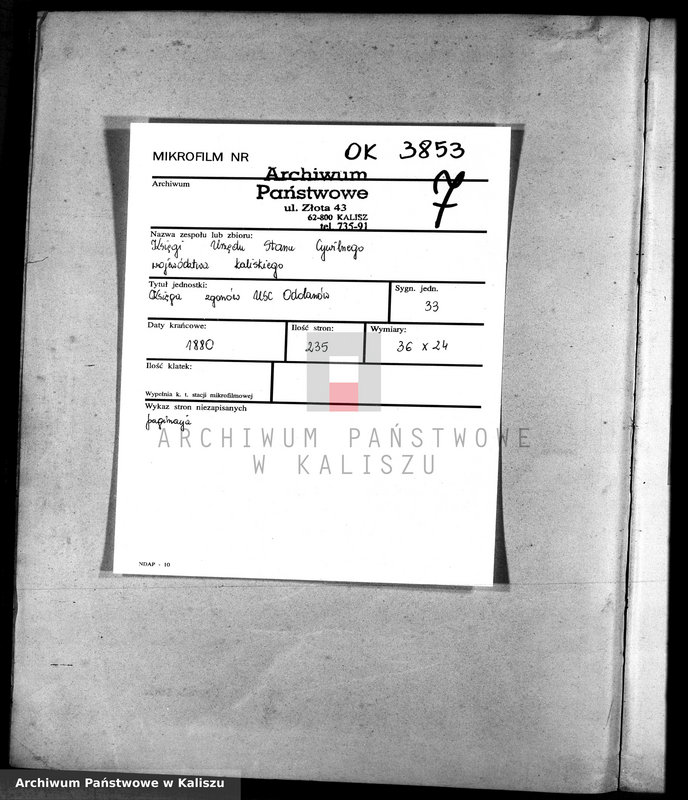 MIKROFILM NR OK 3853
Archiwum
Archiwum
Państwowe
ul. Złota 43
62-800 KALISZ
tel. 735-91
7
Nazwa zespołu lub zbioru:
Księgi Urzędu Stanu Cywilnego
województwa kaliskiego
Tytuł jednostki:
Księga zgonów USC Odolanów
Sygn. jedn.
33
Daty krańcowe:
1880
Ilość stron:
235
Wymiary:
36 x 24
Ilość klatek:
Wypełnia k. t. stacji mikrofilmowej
Wykaz stron niezapisanych
paginacja
ARCHIWUM PAŃSTWOWE
W KALISZU
NDAP - 10
Archiwum Państwowe w Kaliszu